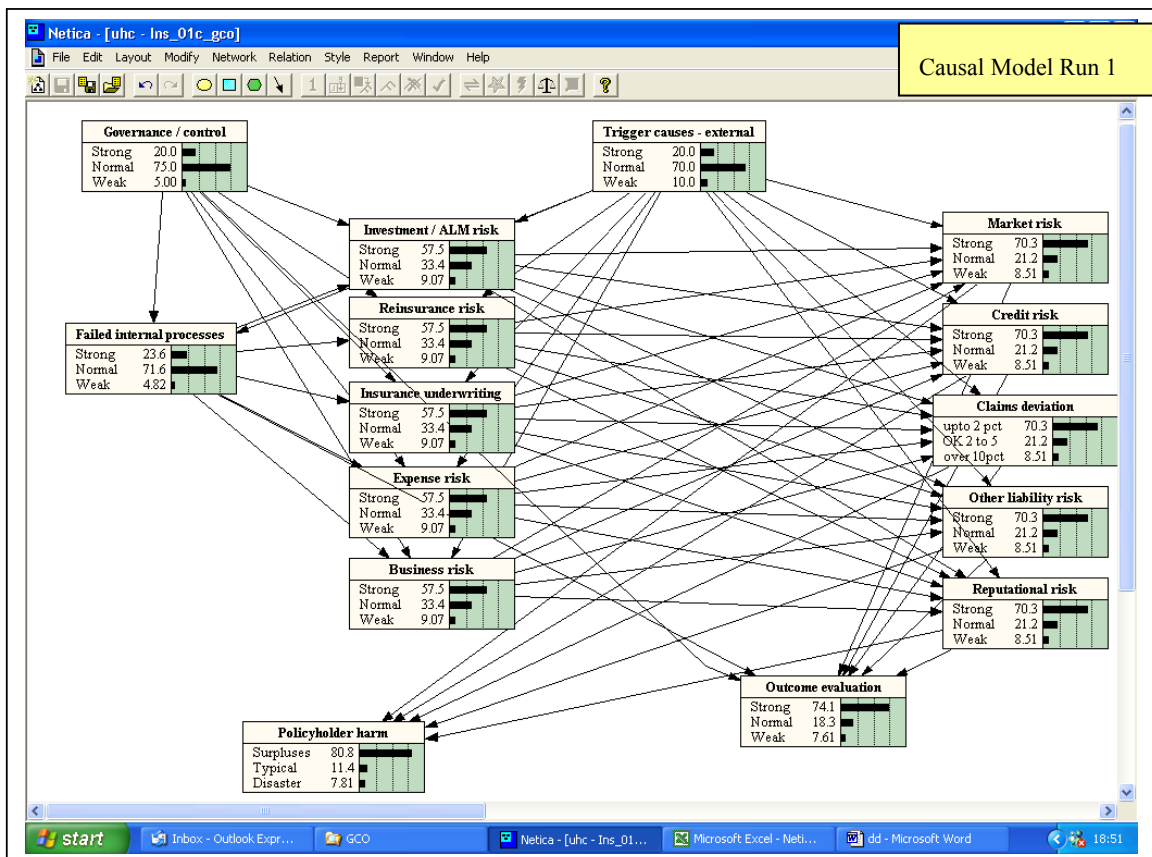 Netica - [uhc - Ins_01c_gco]
Causal Model Run 1
File Edit Layout Modify Network Relation Style Report Window Help
1
?
Governance / control
Strong 20.0
Normal 75.0
Weak 5.00
Trigger causes - external
Strong 20.0
Normal 70.0
Weak 10.0
Investment / ALM risk
Strong 57.5
Normal 33.4
Weak 9.07
Market risk
Strong 70.3
Normal 21.2
Weak 8.51
Reinsurance risk
Strong 57.5
Normal 33.4
Weak 9.07
Credit risk
Strong 70.3
Normal 21.2
Weak 8.51
Failed internal processes
Strong 23.6
Normal 71.6
Weak 4.82
Insurance underwriting
Strong 57.5
Normal 33.4
Weak 9.07
Claims deviation
upto 2 pct 70.3
OK 2 to 5 21.2
over 10pct 8.51
Expense risk
Strong 57.5
Normal 33.4
Weak 9.07
Other liability risk
Strong 70.3
Normal 21.2
Weak 8.51
Business risk
Strong 57.5
Normal 33.4
Weak 9.07
Reputational risk
Strong 70.3
Normal 21.2
Weak 8.51
Outcome evaluation
Strong 74.1
Normal 18.3
Weak 7.61
Policyholder harm
Surpluses 80.8
Typical 11.4
Disaster 7.81
start Inbox - Outlook Expr... GCO Netica - [uhc - Ins_01... Microsoft Excel - Neti... dd - Microsoft Word 18:51